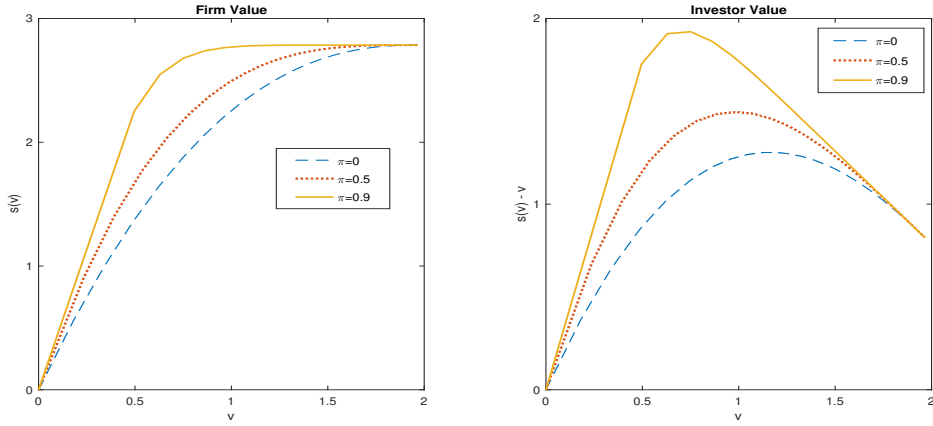 Firm Value
3
2
1
0
s(v)
π=0
π=0.5
π=0.9
0
0.5
1
1.5
2
v
Investor Value
2
1
0
s(v) - v
π=0
π=0.5
π=0.9
0
0.5
1
1.5
2
v